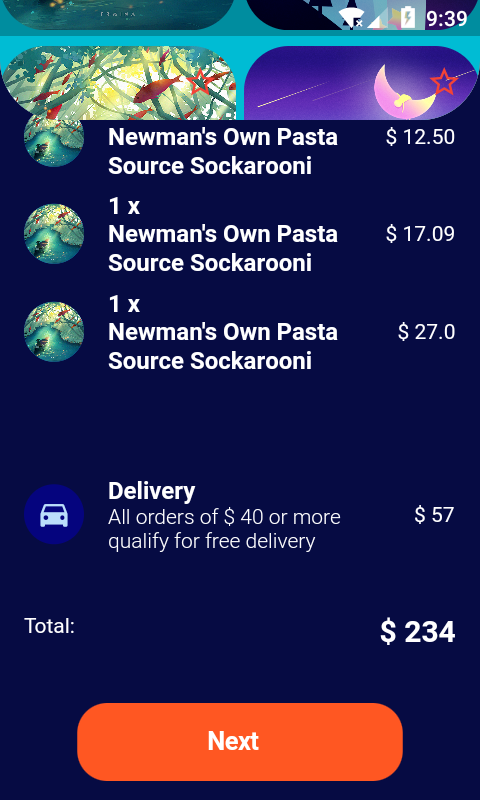 9:39
Newman's Own Pasta
Source Sockarooni
$ 12.50
1 x
Newman's Own Pasta
Source Sockarooni
$ 17.09
1 x
Newman's Own Pasta
Source Sockarooni
$ 27.0
Delivery
All orders of $ 40 or more
qualify for free delivery
$ 57
Total:
$ 234
Next